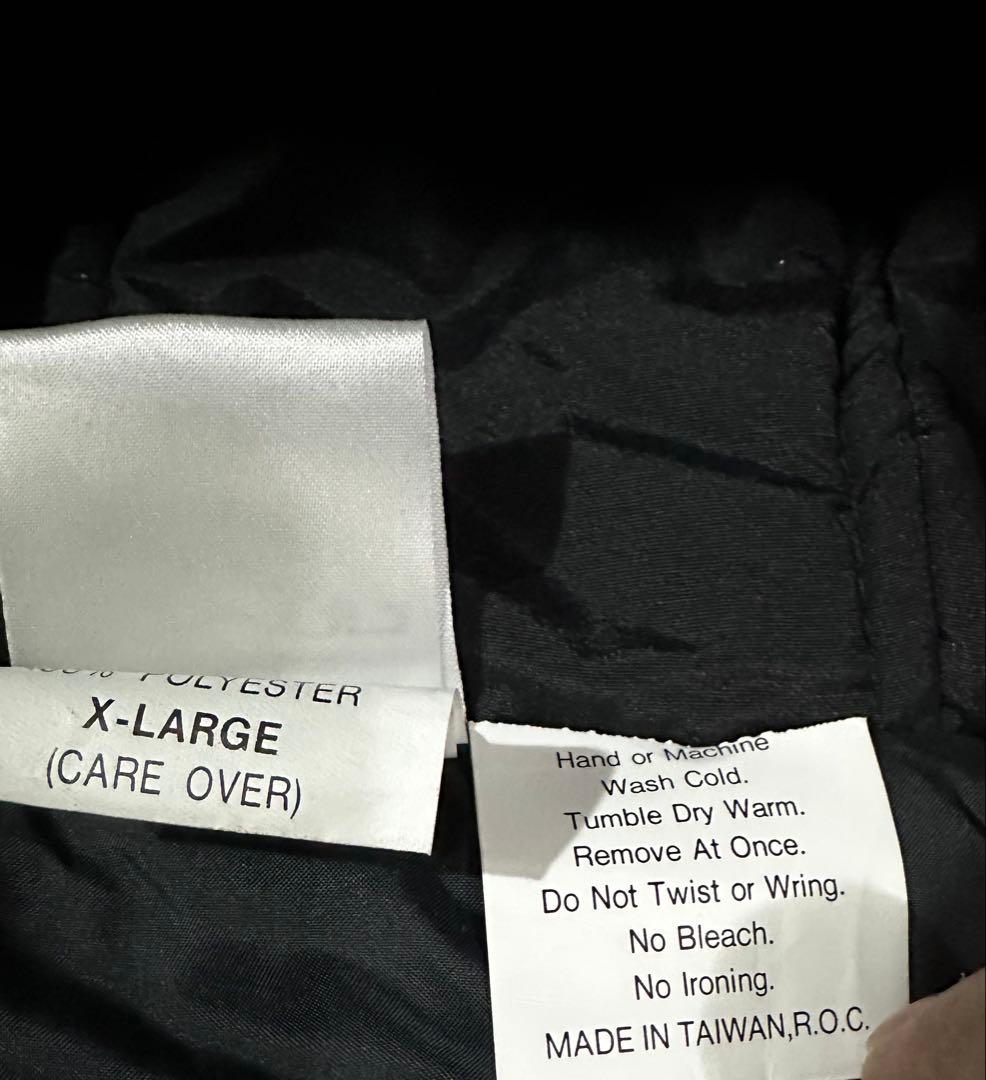 POLYESTER
X-LARGE
(CARE OVER)
Hand or Machine
Wash Cold.
Tumble Dry Warm.
Remove At Once.
Do Not Twist or Wring.
No Bleach.
No Ironing.
MADE IN TAIWAN,R.O.C.